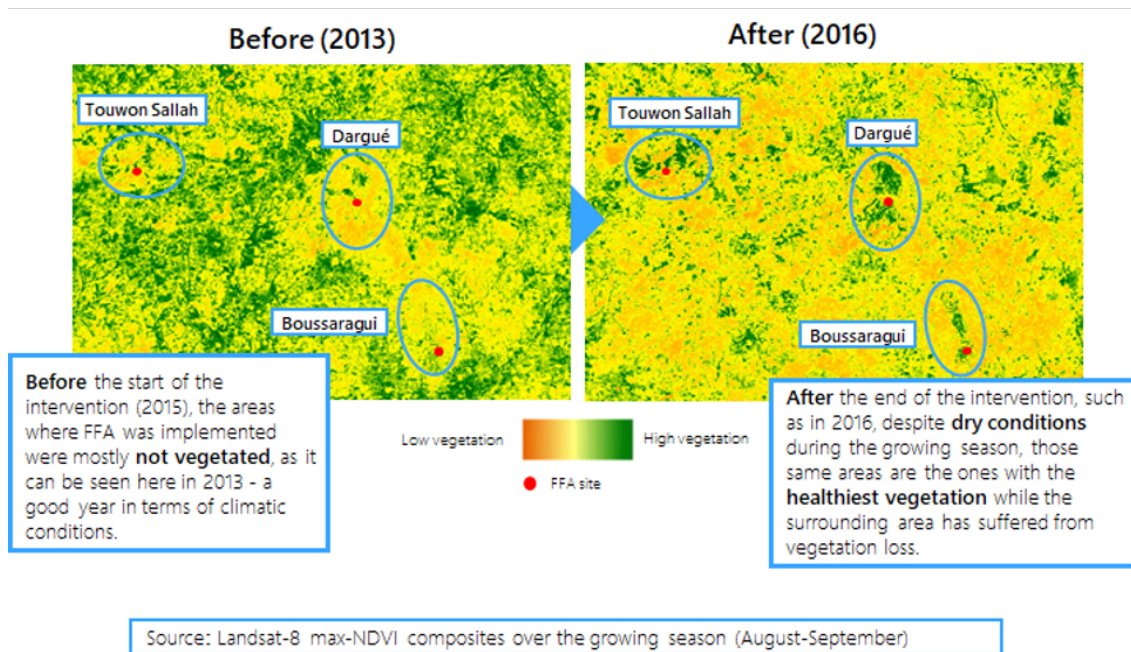 Before (2013)
After (2016)
Touwon Sallah
Dargué
Boussaragui
Touwon Sallah
Dargué
Boussaragui
Before the start of the
intervention (2015), the areas
where FFA was implemented
were mostly not vegetated, as it
can be seen here in 2013 - a
good year in terms of climatic
conditions.
Low vegetation
High vegetation
FFA site
After the end of the intervention, such
as in 2016, despite dry conditions
during the growing season, those
same areas are the ones with the
healthiest vegetation while the
surrounding area has suffered from
vegetation loss.
Source: Landsat-8 max-NDVI composites over the growing season (August-September)